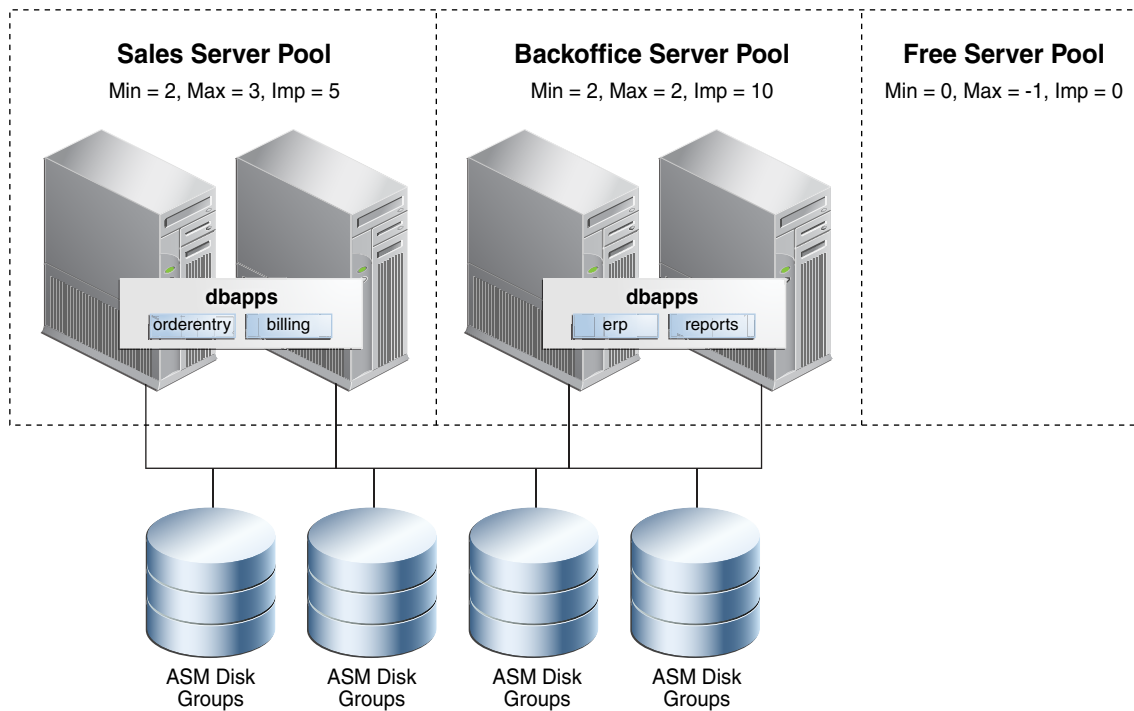 Sales Server Pool
Min = 2, Max = 3, Imp = 5
Backoffice Server Pool
Min = 2, Max = 2, Imp = 10
Free Server Pool
Min = 0, Max = -1, Imp = 0
dbapps
orderentry
billing
dbapps
erp
reports
ASM Disk
Groups
ASM Disk
Groups
ASM Disk
Groups
ASM Disk
Groups